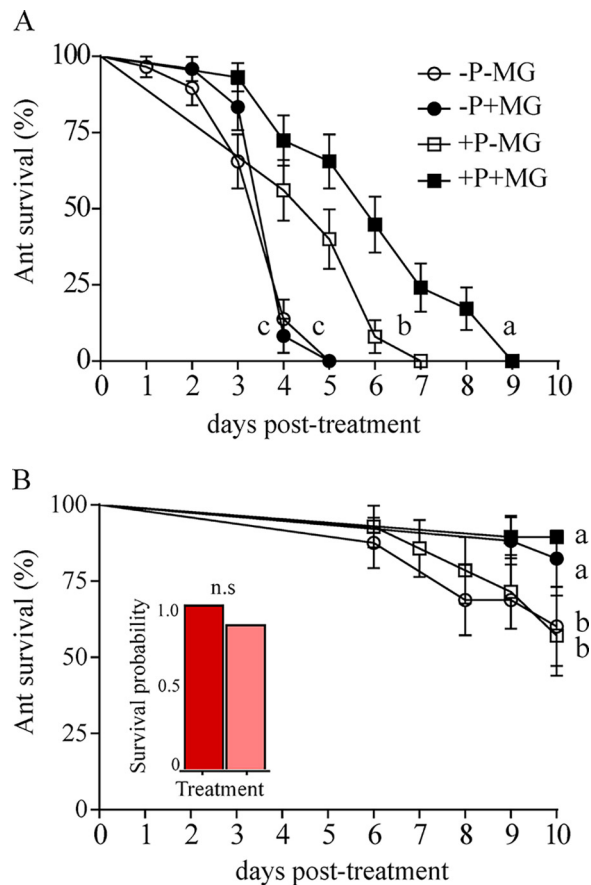 A
100
75
50
25
0
Ant survival (%)
-P-MG
-P+MG
+P-MG
+P+MG
c c b a
0 1 2 3 4 5 6 7 8 9 10
days post-treatment
B
100
75
50
25
0
Ant survival (%)
a
a
b
b
n.s
1.0
0.5
0
Survival probability
Treatment
0 1 2 3 4 5 6 7 8 9 10
days post-treatment